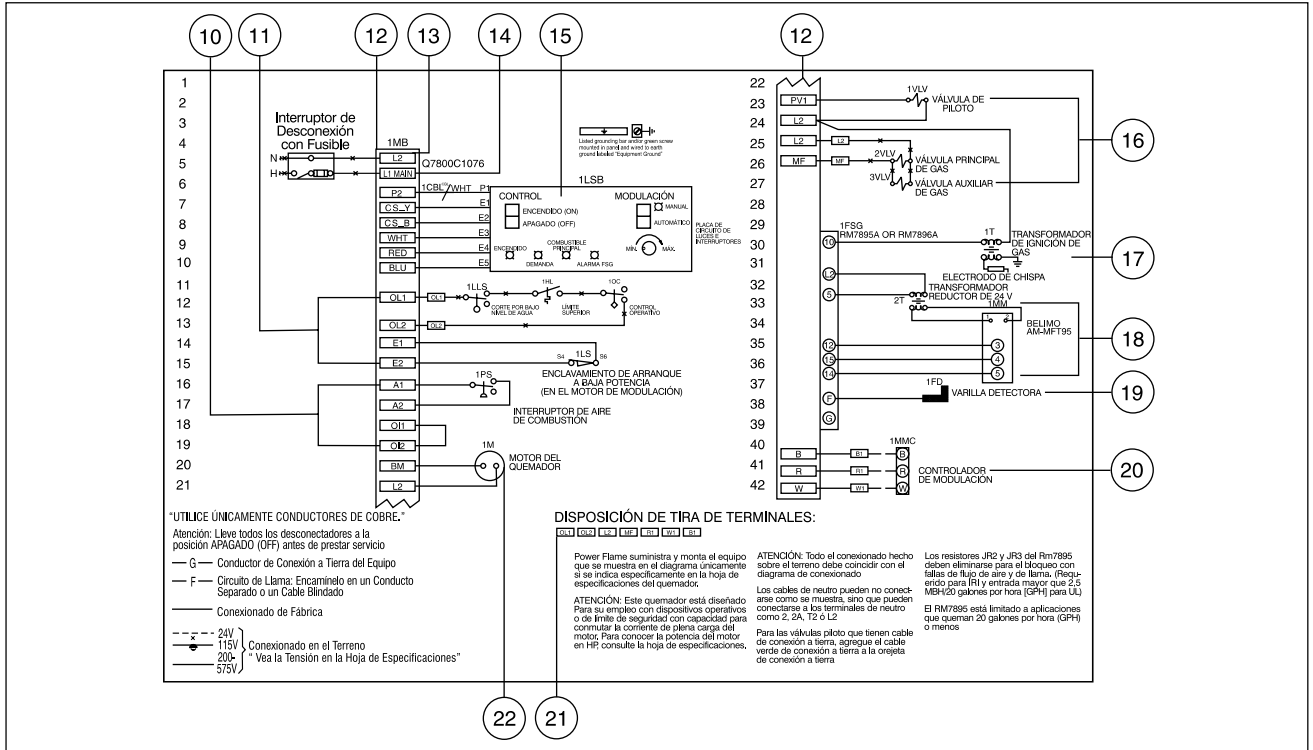 10
11
12
13
14
15
12
1
2
3
4
5
6
7
8
9
10
11
12
13
14
15
16
17
18
19
20
21
Interruptor de
Desconexión
con Fusible
N
H
1MB
L2
Q7800C1076
L1 MAIN
P2
CS_Y
CS_B
WHT
RED
BLU
OL1
OL2
E1
E2
A1
A2
OI1
OI2
BM
L2
Listed grounding bar and/or green screw
mounted in panel and wired to earth
ground labeled "Equipment Ground"
1LSB
1CBL
/WHT
P1
E1
E2
E3
E4
E5
CONTROL
ENCENDIDO (ON)
APAGADO (OFF)
MODULACIÓN
MANUAL
AUTOMÁTICO
MÍN.
MÁX.
ENCENDIDO
DEMANDA
COMBUSTIBLE
PRINCIPAL
ALARMA FSG
PLACA DE
CIRCUITO DE
LUCES E
INTERRUPTORES
OL1
1LLS
CORTE POR BAJO
NIVEL DE AGUA
1HL
LÍMITE
SUPERIOR
1OC
CONTROL
OPERATIVO
OL2
S4
1LS
S6
ENCLAVAMIENTO DE ARRANQUE
A BAJA POTENCIA
(EN EL MOTOR DE MODULACIÓN)
1PS
INTERRUPTOR DE AIRE
DE COMBUSTIÓN
1M
MOTOR DEL
QUEMADOR
22
23
24
25
26
27
28
29
30
31
32
33
34
35
36
37
38
39
40
41
42
PV1
L2
L2
L2
MF
MF
1VLV
VÁLVULA DE
PILOTO
2VLV
VÁLVULA PRINCIPAL
DE GAS
3VLV
VÁLVULA AUXILIAR
DE GAS
16
1FSG
RM7895A OR RM7896A
10
L2
5
12
15
14
F
G
1T
TRANSFORMADOR
DE IGNICIÓN DE
GAS
17
ELECTRODO DE CHISPA
TRANSFORMADOR
REDUCTOR DE 24 V
2T
1MM
1
2
3
4
5
BELIMO
AM-MFT95
18
1FD
VARILLA DETECTORA
19
B
R
W
B1
R1
W1
1MMC
B
R
W
CONTROLADOR
DE MODULACIÓN
20
"UTILICE ÚNICAMENTE CONDUCTORES DE COBRE."
Atención: Lleve todos los desconectadores a la
posición APAGADO (OFF) antes de prestar servicio
G Conductor de Conexión a Tierra del Equipo
F Circuito de Llama: Encamínelo en un Conducto
Separado o un Cable Blindado
Conexionado de Fábrica
24V
115V
200-
575V
Conexionado en el Terreno
" Vea la Tensión en la Hoja de Especificaciones"
DISPOSICIÓN DE TIRA DE TERMINALES:
OL1 OL2 L2 MF R1 W1 B1
Power Flame suministra y monta el equipo
que se muestra en el diagrama únicamente
si se indica específicamente en la hoja de
especificaciones del quemador.
ATENCIÓN: Este quemador está diseñado
Para su empleo con dispositivos operativos
o de límite de seguridad con capacidad para
conmutar la corriente de plena carga del
motor, Para conocer la potencia del motor
en HP, consulte la hoja de especificaciones,
ATENCIÓN: Todo el conexionado hecho
sobre el terreno debe coincidir con el
diagrama de conexionado
Los cables de neutro pueden no conect-
arse como se muestra, sino que pueden
conectarse a los terminales de neutro
como 2, 2A, T2 ó L2
Para las válvulas piloto que tienen cable
de conexión a tierra, agregue el cable
verde de conexión a tierra a la orejeta
de conexión a tierra
Los resistores JR2 y JR3 del Rm7895
deben eliminarse para el bloqueo con
fallas de flujo de aire y de llama. (Requ-
erido para IRI y entrada mayor que 2,5
MBH/20 galones por hora [GPH] para UL)
El RM7895 está limitado a aplicaciones
que queman 20 galones por hora (GPH)
o menos
22
21